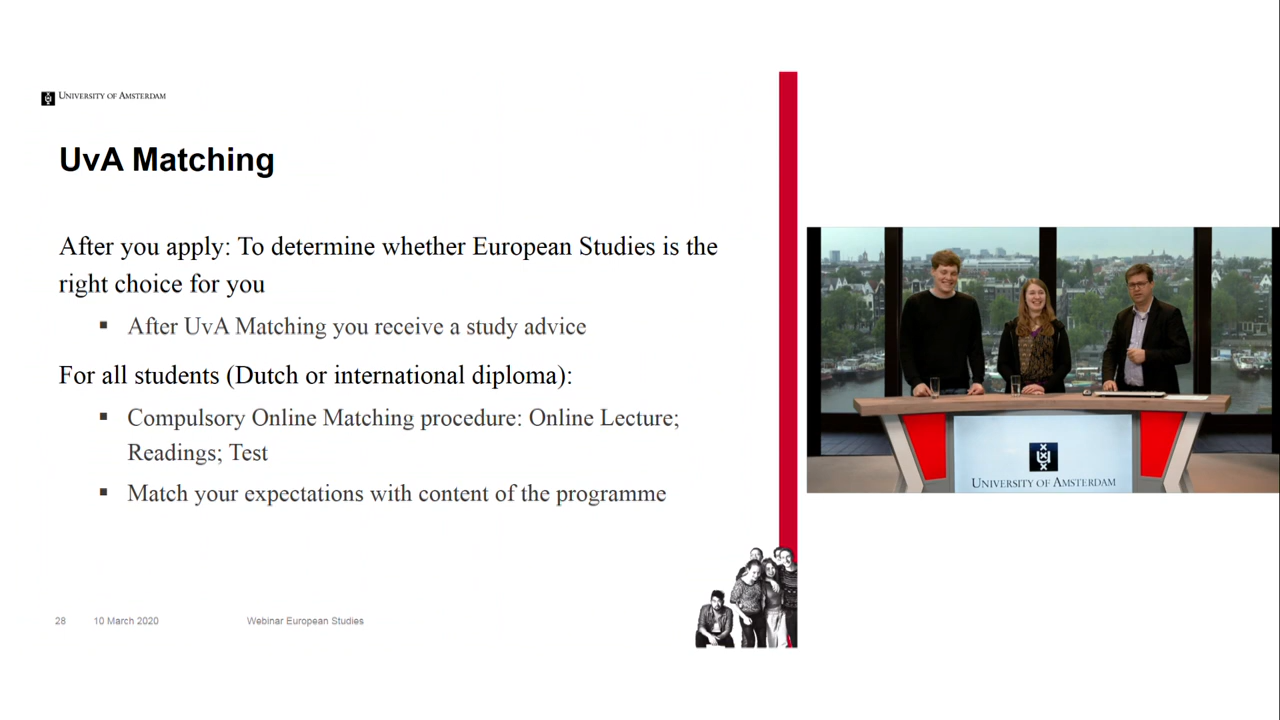 University of Amsterdam
UvA Matching
After you apply: To determine whether European Studies is the
right choice for you
▪ After UvA Matching you receive a study advice
For all students (Dutch or international diploma):
▪ Compulsory Online Matching procedure: Online Lecture;
Readings; Test
▪ Match your expectations with content of the programme
28 10 March 2020 Webinar European Studies
University of Amsterdam